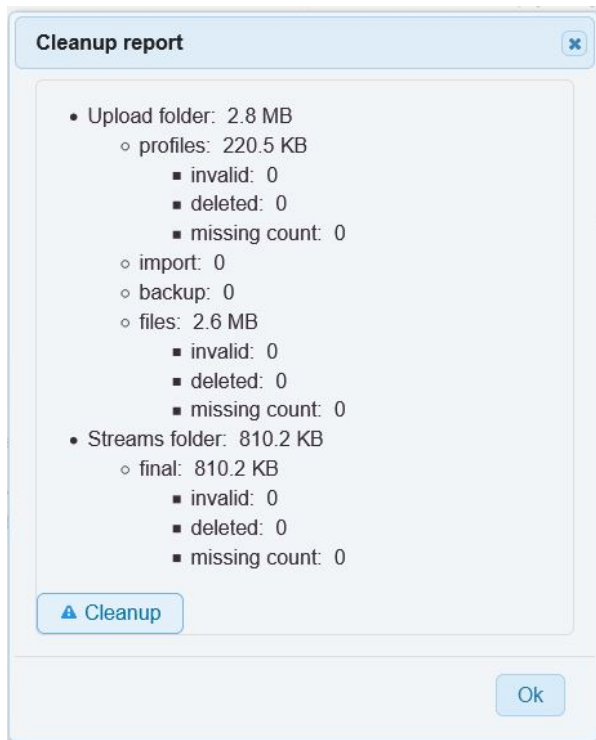 Cleanup report
Upload folder: 2.8 MB
profiles: 220.5 KB
invalid: 0
deleted: 0
missing count: 0
import: 0
backup: 0
files: 2.6 MB
invalid: 0
deleted: 0
missing count: 0
Streams folder: 810.2 KB
final: 810.2 KB
invalid: 0
deleted: 0
missing count: 0
Cleanup
Ok